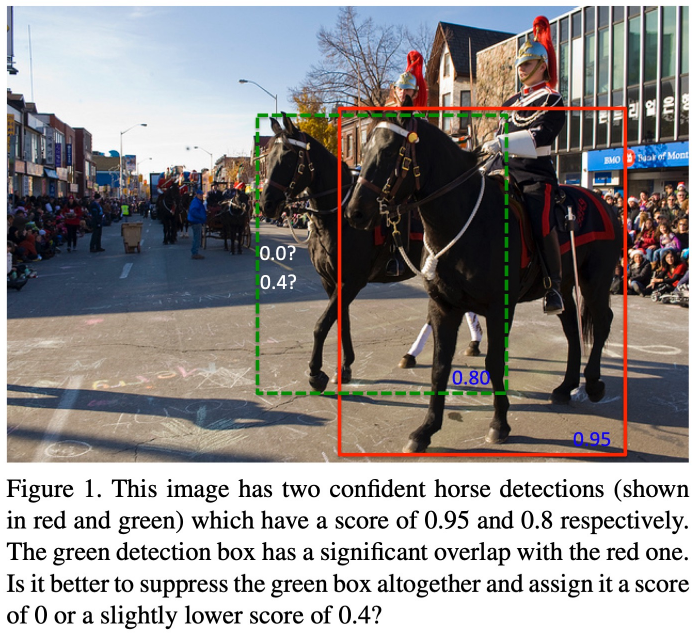 BMO Bank of Mont
0.0?
0.4?
0.80
0.95
Figure 1. This image has two confident horse detections (shown
in red and green) which have a score of 0.95 and 0.8 respectively.
The green detection box has a significant overlap with the red one.
Is it better to suppress the green box altogether and assign it a score
of 0 or a slightly lower score of 0.4?